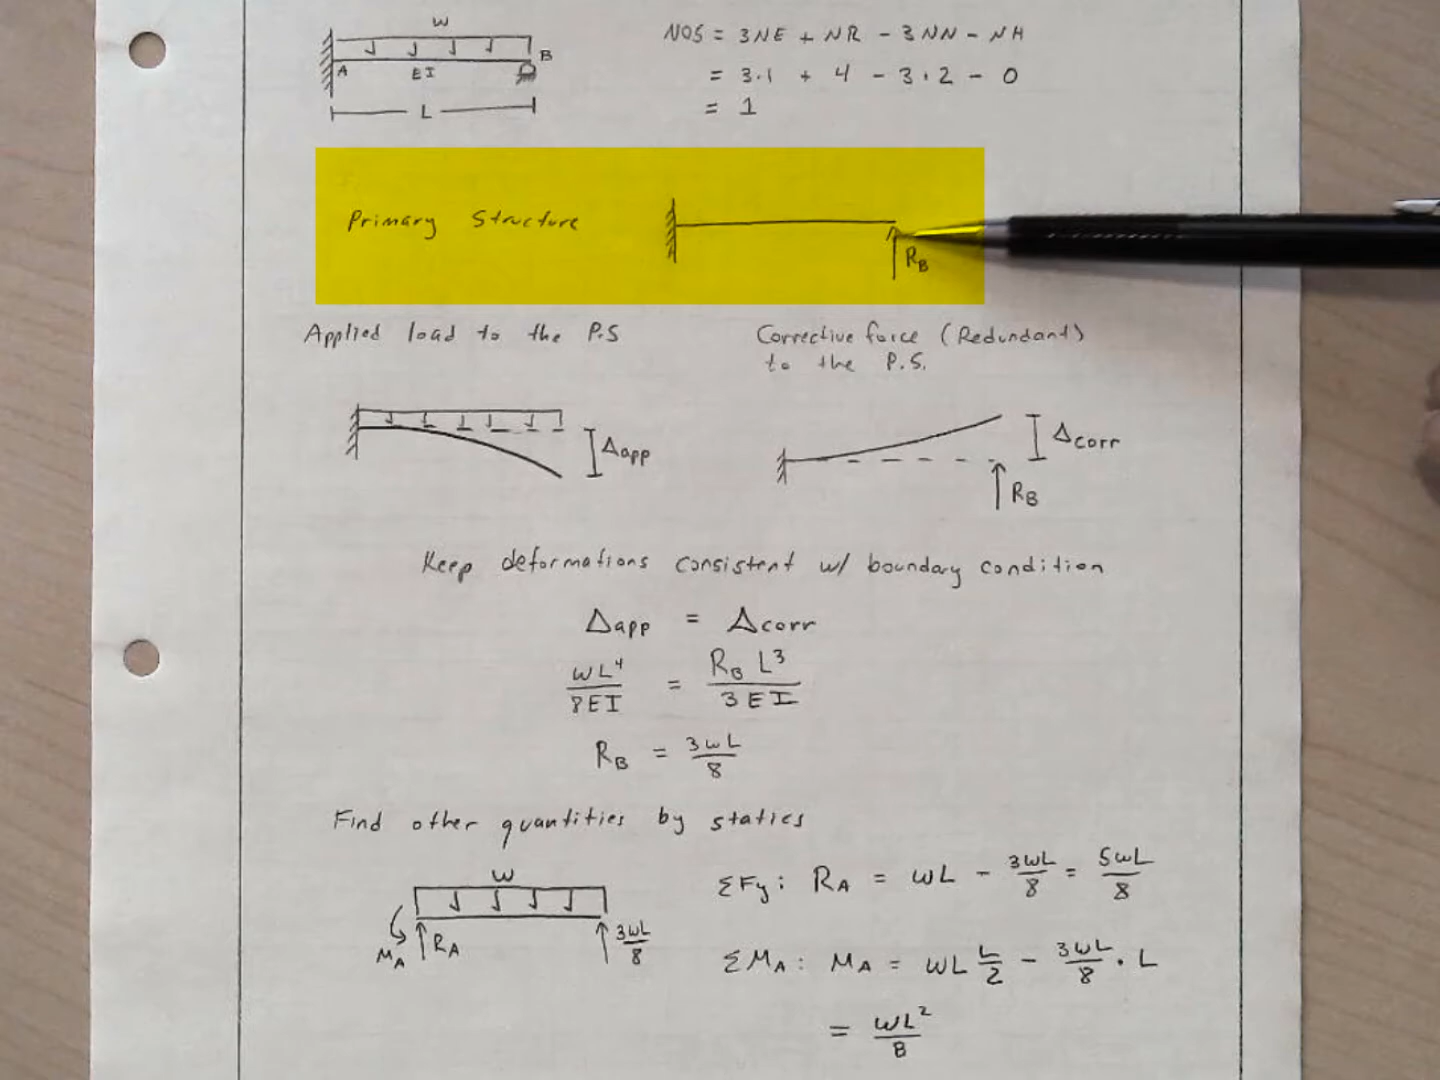 w
A EI B
L
NOS = 3NE + NR - 3NN - NH
= 3·1 + 4 - 3·2 - 0
= 1
Primary Structure
RB
Applied load to the P.S
Corrective force (Redundant)
to the P.S.
Δapp
Δcorr
RB
Keep deformations consistent w/ boundary condition
Δapp = Δcorr
wL⁴/8EI = RB L³/3EI
RB = 3wL/8
Find other quantities by statics
w
MA RA 3wL/8
ΣFy: RA = wL - 3wL/8 = 5wL/8
ΣMA: MA = wL L/2 - 3wL/8 · L
= wL²/8